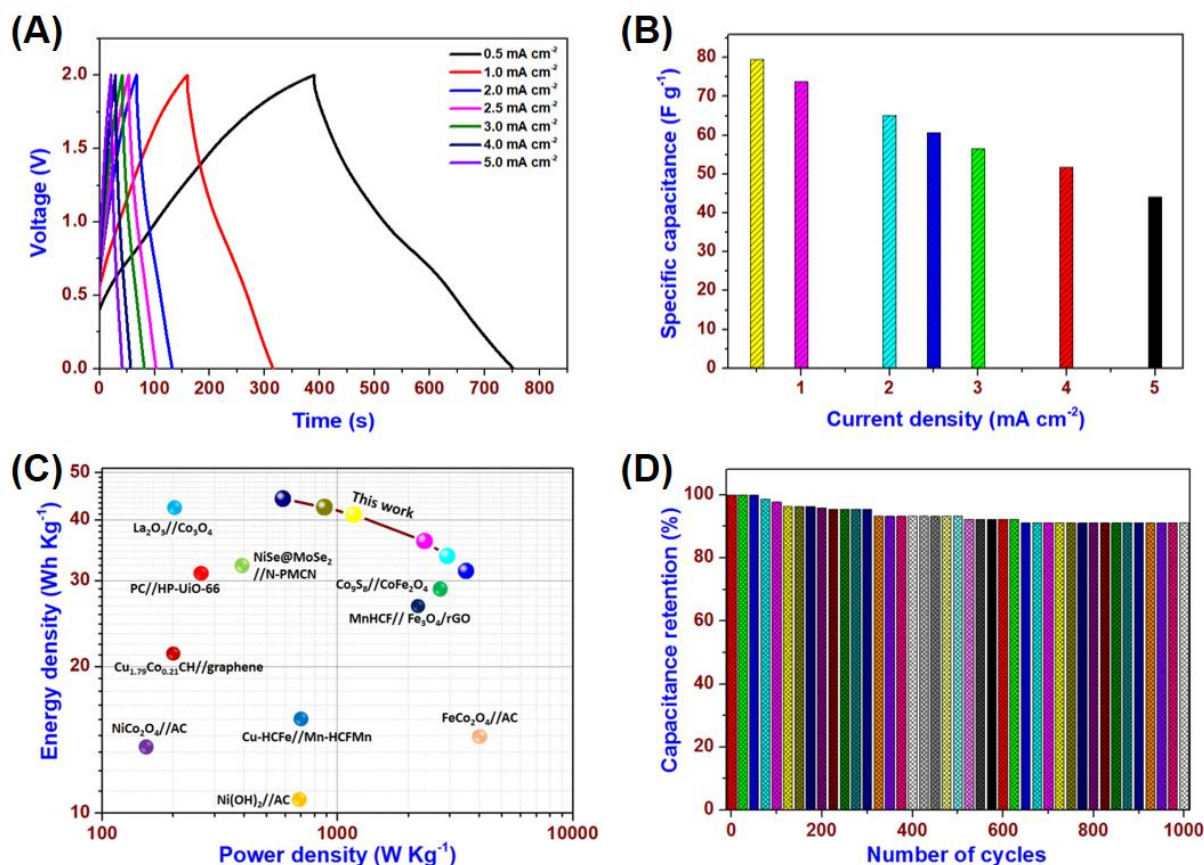 (A)
2.0
1.5
1.0
0.5
0.0
Voltage (V)
0.5 mA cm⁻²
1.0 mA cm⁻²
2.0 mA cm⁻²
2.5 mA cm⁻²
3.0 mA cm⁻²
4.0 mA cm⁻²
5.0 mA cm⁻²
0 100 200 300 400 500 600 700 800
Time (s)
(B)
80
70
60
50
40
30
20
10
0
Specific capacitance (F g⁻¹)
1 2 3 4 5
Current density (mA cm⁻²)
(C)
50
40
30
20
10
Energy density (Wh Kg⁻¹)
This work
La₂O₃//Co₃O₄
NiSe@MoSe₂
//N-PMCN
PC//HP-UiO-66
Co₉S₈//CoFe₂O₄
MnHCF// Fe₃O₄/rGO
Cu₁.₇₉Co₀.₂₁CH//graphene
NiCo₂O₄//AC
Cu-HCFe//Mn-HCFMn
FeCo₂O₄//AC
Ni(OH)₂//AC
100 1000 10000
Power density (W Kg⁻¹)
(D)
100
80
60
40
20
0
Capacitance retention (%)
0 200 400 600 800 1000
Number of cycles